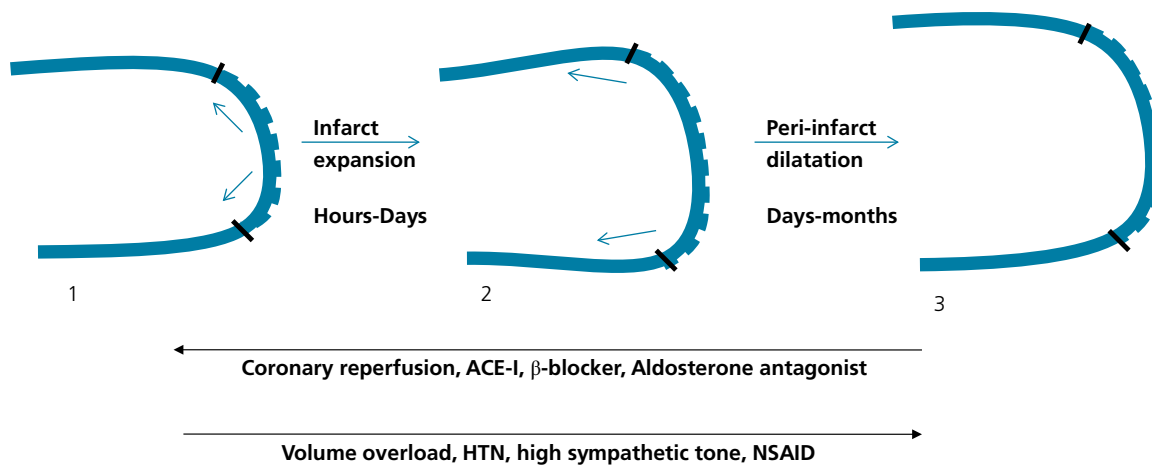 Infarct
expansion
Hours-Days
Peri-infarct
dilatation
Days-months
1
2
3
Coronary reperfusion, ACE-I, β-blocker, Aldosterone antagonist
Volume overload, HTN, high sympathetic tone, NSAID